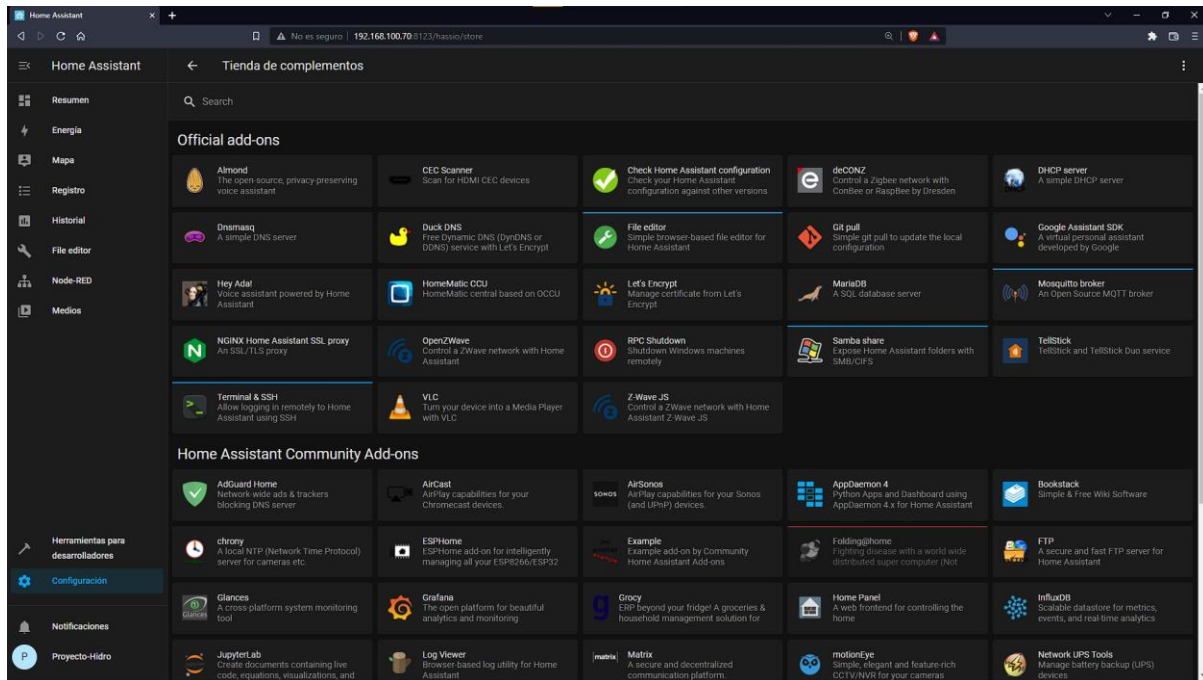 Home Assistant
No es seguro | 192.168.100.70:8123/hassio/store
Home Assistant
Tienda de complementos
Resumen
Energía
Mapa
Registro
Historial
File editor
Node-RED
Medios
Herramientas para
desarrolladores
Configuración
Notificaciones
P
Proyecto-Hidro
Search
Official add-ons
Almond
The open-source, privacy-preserving
voice assistant
CEC Scanner
Scan for HDMI CEC devices
Check Home Assistant configuration
Check your Home Assistant
configuration against other versions
deCONZ
Control a Zigbee network with
ConBee or RaspBee by Dresden
DHCP server
A simple DHCP server
Dnsmasq
A simple DNS server
Duck DNS
Free Dynamic DNS (DynDNS or
DDNS) service with Let's Encrypt
File editor
Simple browser-based file editor for
Home Assistant
Git pull
Simple git pull to update the local
configuration
Google Assistant SDK
A virtual personal assistant
developed by Google
Hey Ada!
Voice assistant powered by Home
Assistant
HomeMatic CCU
HomeMatic central based on OCCU
Let's Encrypt
Manage certificate from Let's
Encrypt
MariaDB
A SQL database server
Mosquitto broker
An Open Source MQTT broker
N
NGINX Home Assistant SSL proxy
An SSL/TLS proxy
OpenZWave
Control a ZWave network with Home
Assistant
RPC Shutdown
Shutdown Windows machines
remotely
Samba share
Expose Home Assistant folders with
SMB/CIFS
TellStick
TellStick and TellStick Duo service
Terminal & SSH
Allow logging in remotely to Home
Assistant using SSH
VLC
Turn your device into a Media Player
with VLC
Z-Wave JS
Control a ZWave network with Home
Assistant Z-Wave JS
Home Assistant Community Add-ons
AdGuard Home
Network-wide ads & trackers
blocking DNS server
AirCast
AirPlay capabilities for your
Chromecast devices.
SONOS
AirSonos
AirPlay capabilities for your Sonos
(and UPnP) devices.
AppDaemon 4
Python Apps and Dashboard using
AppDaemon 4.x for Home Assistant
Bookstack
Simple & Free Wiki Software
chrony
A local NTP (Network Time Protocol)
server for cameras etc.
ESPHome
ESPHome add-on for intelligently
managing all your ESP8266/ESP32
Example
Example add-on by Community
Home Assistant Add-ons
Folding@home
Fighting disease with a world wide
distributed super computer (Not
FTP
A secure and fast FTP server for
Home Assistant
Glances
Glances
A cross-platform system monitoring
tool
Grafana
The open platform for beautiful
analytics and monitoring
g
Grocy
ERP beyond your fridge! A groceries &
household management solution for
Home Panel
A web frontend for controlling the
home
InfluxDB
Scalable datastore for metrics,
events, and real-time analytics
JupyterLab
Create documents containing live
code, equations, visualizations, and
Log Viewer
Browser-based log utility for Home
Assistant
[matrix]
Matrix
A secure and decentralized
communication platform.
motionEye
Simple, elegant and feature-rich
CCTV/NVR for your cameras
Network UPS Tools
Manage battery backup (UPS)
devices